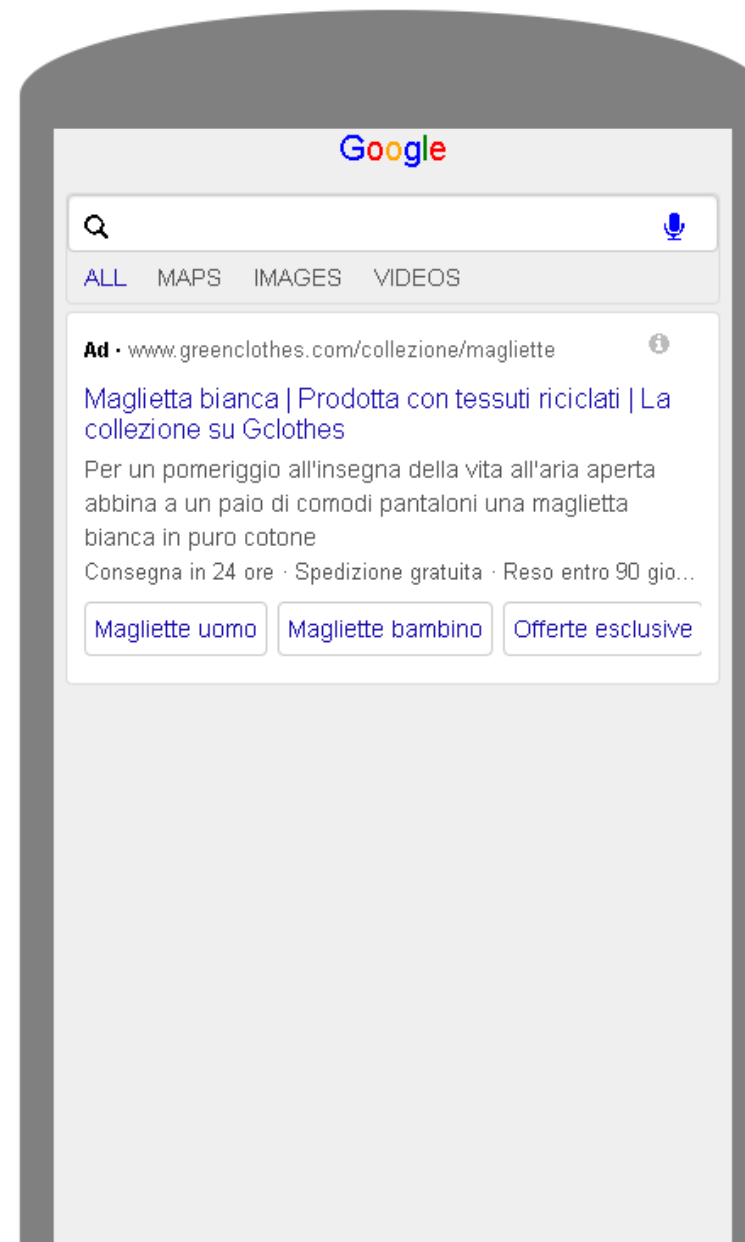 Google
ALL MAPS IMAGES VIDEOS
Ad · www.greenclothes.com/collezione/magliette
Maglietta bianca | Prodotta con tessuti riciclati | La
collezione su Gclothes
Per un pomeriggio all'insegna della vita all'aria aperta
abbina a un paio di comodi pantaloni una maglietta
bianca in puro cotone
Consegna in 24 ore · Spedizione gratuita · Reso entro 90 gio...
Magliette uomo Magliette bambino Offerte esclusive